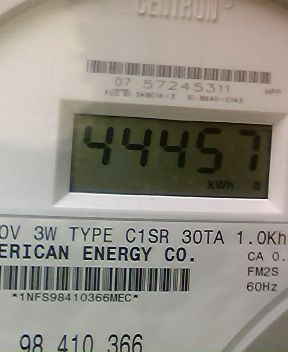 CENTRON®
07 57245311
HPP
44457
kWh
0V 3W TYPE C1SR 30TA 1.0Kh
ERICAN ENERGY CO.
CA 0.
FM2S
*1NFS98410366MEC*
60Hz
98 410 366